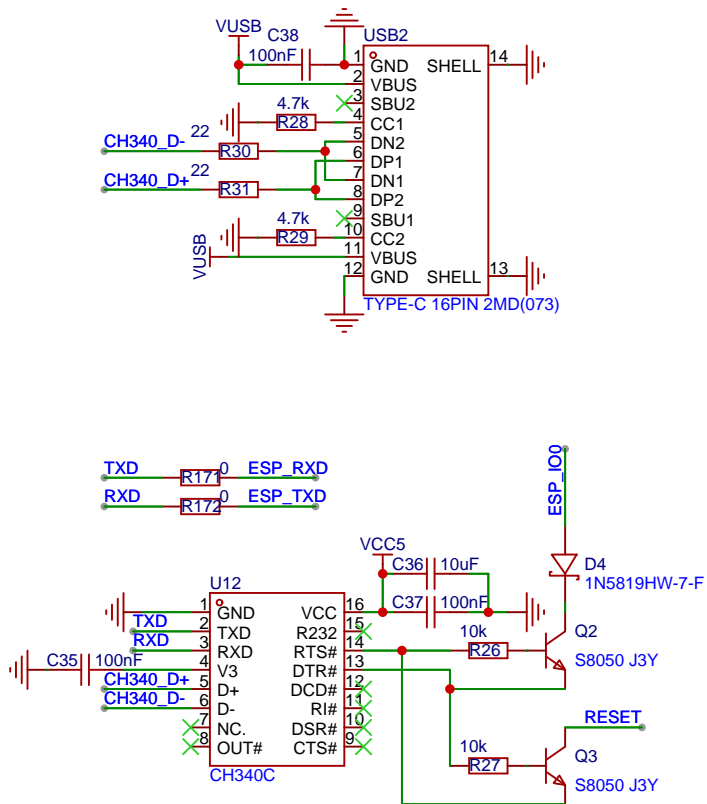 VUSB
C38
USB2
100nF
1
GND
SHELL
14
2
VBUS
3
SBU2
4.7k
4
CC1
R28
5
DN2
CH340_D-
22
R30
6
DP1
7
DN1
CH340_D+
22
R31
8
DP2
9
SBU1
4.7k
10
CC2
R29
11
VBUS
VUSB
12
GND
SHELL
13
TYPE-C 16PIN 2MD(073)
TXD
R171
0
ESP_RXD
RXD
R172
0
ESP_TXD
ESP_IO0
VCC5
C36
10uF
D4
1N5819HW-7-F
U12
C37
100nF
1
GND
VCC
16
TXD
2
TXD
R232
15
RXD
3
RXD
RTS#
14
10k
R26
Q2
S8050 J3Y
C35
100nF
4
V3
DTR#
13
CH340_D+
5
D+
DCD#
12
CH340_D-
6
D-
RI#
11
7
NC.
DSR#
10
8
OUT#
CTS#
9
CH340C
RESET
10k
R27
Q3
S8050 J3Y